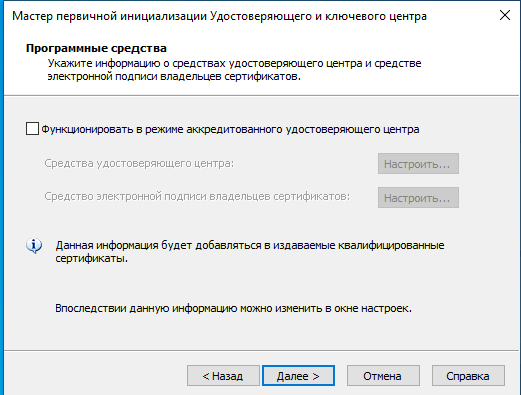 Мастер первичной инициализации Удостоверяющего и ключевого центра
Программные средства
Укажите информацию о средствах удостоверяющего центра и средстве
электронной подписи владельцев сертификатов.
Функционировать в режиме аккредитованного удостоверяющего центра
Средства удостоверяющего центра: Настроить...
Средство электронной подписи владельцев сертификатов: Настроить...
Данная информация будет добавляться в издаваемые квалифицированные
сертификаты.
Впоследствии данную информацию можно изменить в окне настроек.
< Назад Далее > Отмена Справка